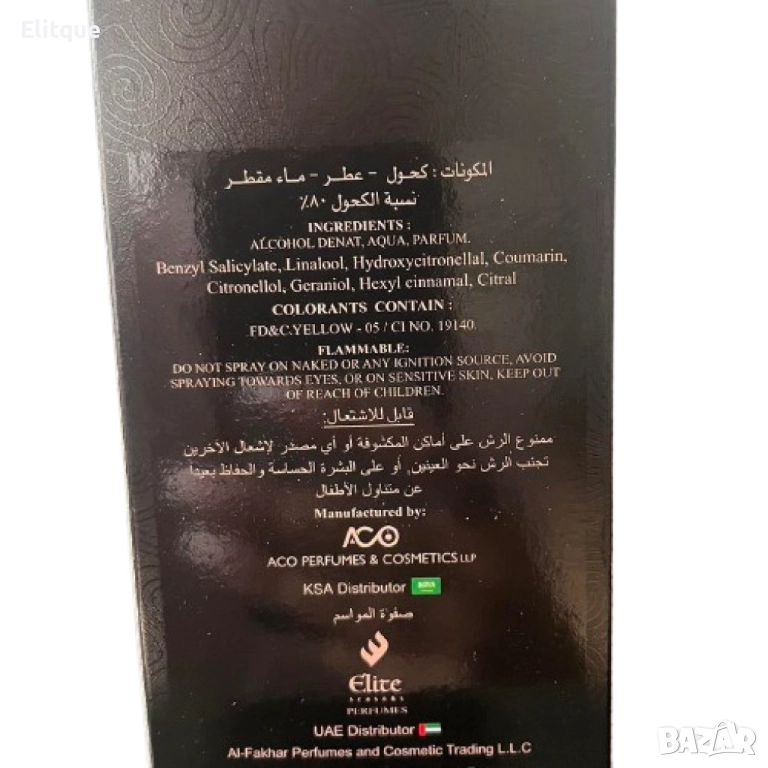 Elitque
المكونات : كحول - عطر - ماء مقطر
نسبة الكحول ٨٠٪
INGREDIENTS :
ALCOHOL DENAT, AQUA, PARFUM.
Benzyl Salicylate, Linalool, Hydroxycitronellal, Coumarin,
Citronellol, Geraniol, Hexyl cinnamal, Citral
COLORANTS CONTAIN :
FD&C.YELLOW - 05 / CI NO. 19140.
FLAMMABLE:
DO NOT SPRAY ON NAKED OR ANY IGNITION SOURCE, AVOID
SPRAYING TOWARDS EYES, OR ON SENSITIVE SKIN, KEEP OUT
OF REACH OF CHILDREN.
قابل للاشتعال:
ممنوع الرش على أماكن المكشوفة أو أي مصدر لإشعال الآخرين
تجنب الرش نحو العينين, أو على البشرة الحساسة والحفاظ بعيدا
عن متناول الأطفال
Manufactured by:
ACO
ACO PERFUMES & COSMETICS LLP
KSA Distributor
صفوة المواسم
Elite
seasons
PERFUMES
UAE Distributor
Al-Fakhar Perfumes and Cosmetic Trading L.L.C
BAZAR